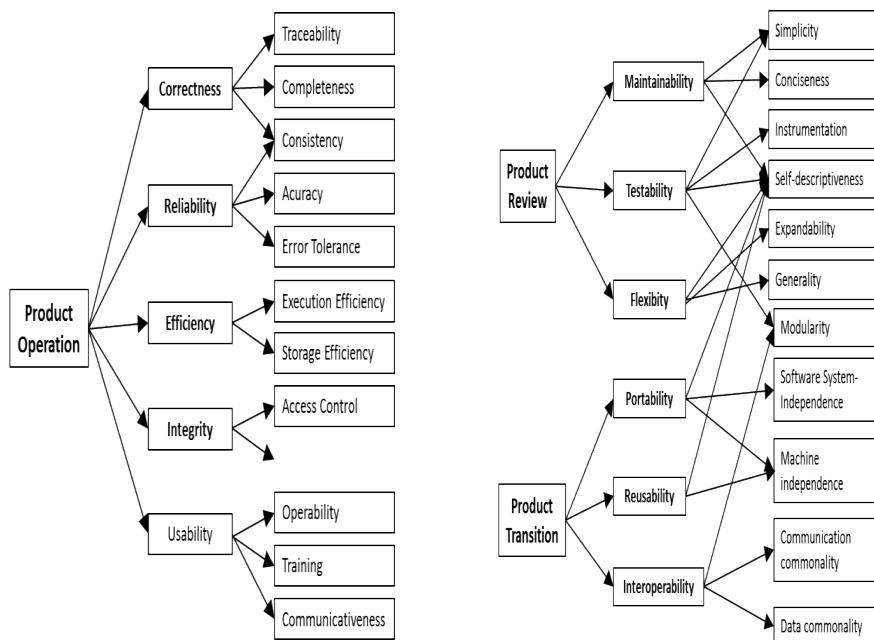 Product
Operation
Correctness
Reliability
Efficiency
Integrity
Usability
Traceability
Completeness
Consistency
Acuracy
Error Tolerance
Execution Efficiency
Storage Efficiency
Access Control
Operability
Training
Communicativeness
Product
Review
Maintainability
Testability
Flexibity
Product
Transition
Portability
Reusability
Interoperability
Simplicity
Conciseness
Instrumentation
Self-descriptiveness
Expandability
Generality
Modularity
Software System-
Independence
Machine
independence
Communication
commonality
Data commonality